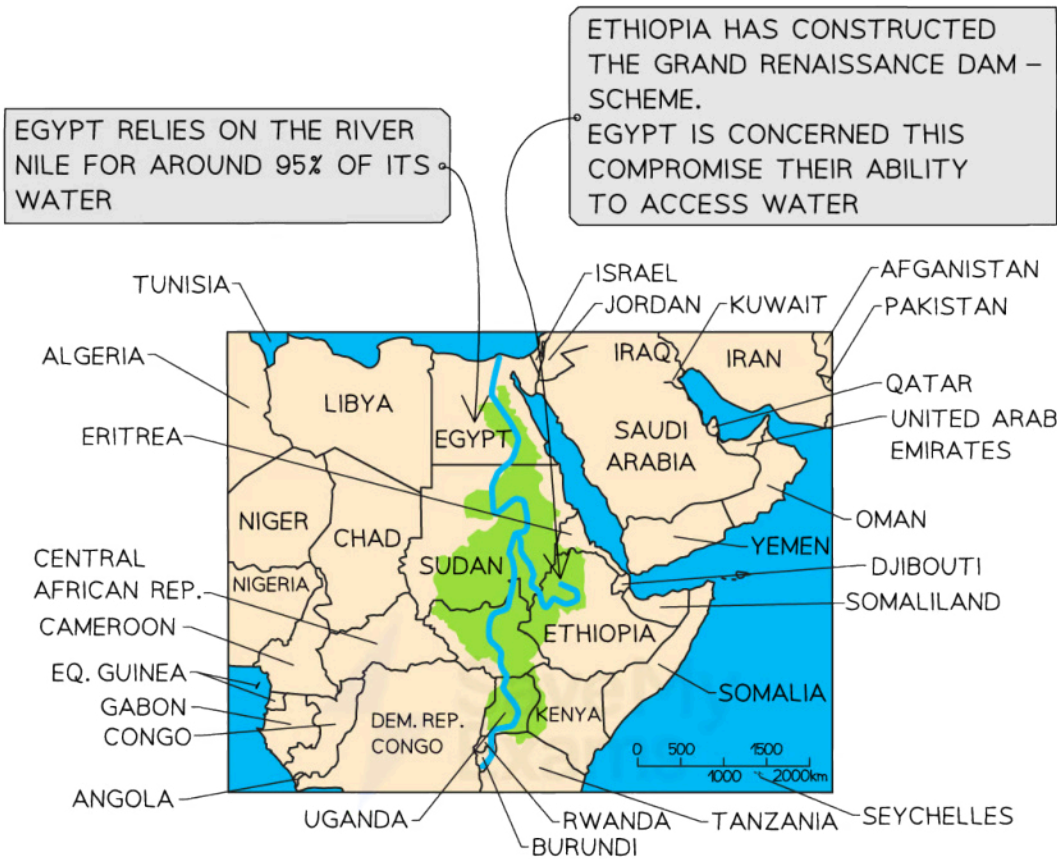 ETHIOPIA HAS CONSTRUCTED
THE GRAND RENAISSANCE DAM –
SCHEME.
EGYPT IS CONCERNED THIS
COMPROMISE THEIR ABILITY
TO ACCESS WATER
EGYPT RELIES ON THE RIVER
NILE FOR AROUND 95% OF ITS
WATER
TUNISIA
ISRAEL
JORDAN
KUWAIT
AFGANISTAN
PAKISTAN
ALGERIA
LIBYA
EGYPT
IRAQ
IRAN
QATAR
UNITED ARAB
EMIRATES
ERITREA
SAUDI
ARABIA
NIGER
CHAD
SUDAN
OMAN
YEMEN
CENTRAL
AFRICAN REP.
NIGERIA
DJIBOUTI
SOMALILAND
CAMEROON
ETHIOPIA
EQ. GUINEA
GABON
CONGO
DEM. REP.
CONGO
KENYA
SOMALIA
Save My
Exams
0 500 1500
1000 2000km
ANGOLA
UGANDA
RWANDA
BURUNDI
TANZANIA
SEYCHELLES